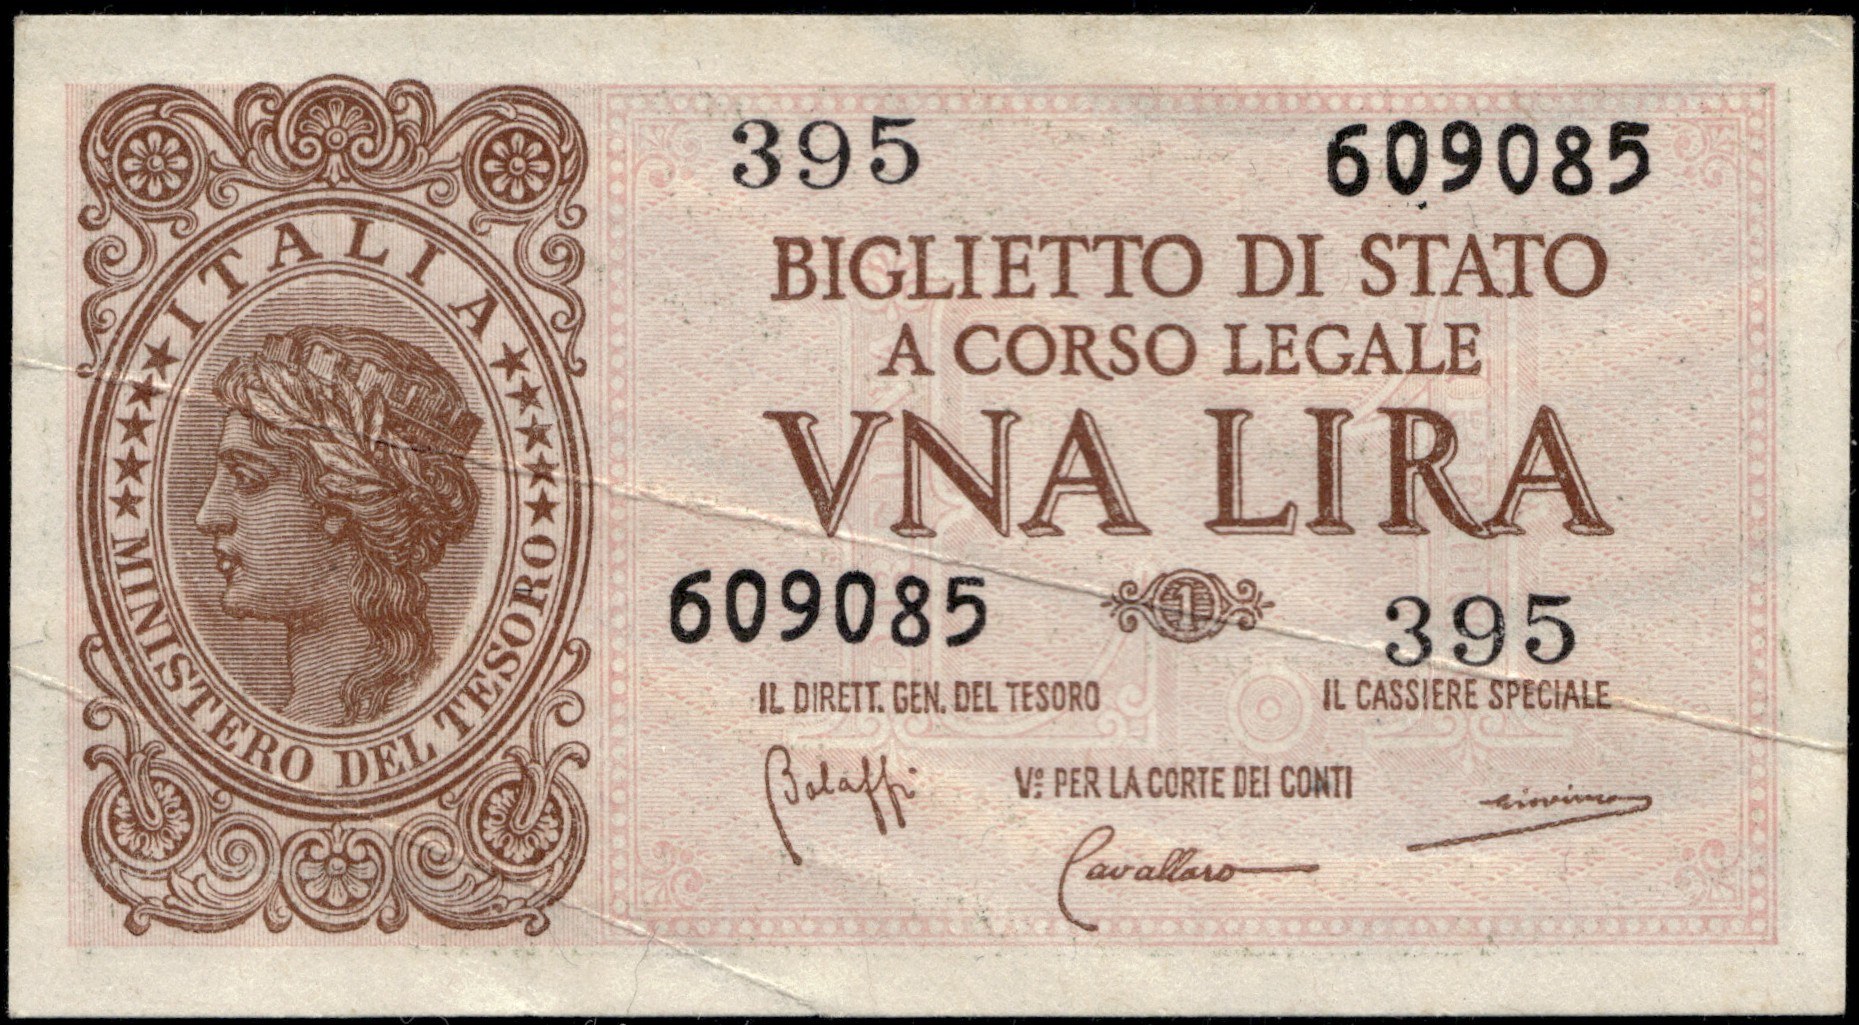 395 609085
ITALIA
MINISTERO DEL TESORO
BIGLIETTO DI STATO
A CORSO LEGALE
VNA LIRA
609085 1 395
IL DIRETT. GEN. DEL TESORO IL CASSIERE SPECIALE
Bolaffi
Vº PER LA CORTE DEI CONTI
Cavallaro